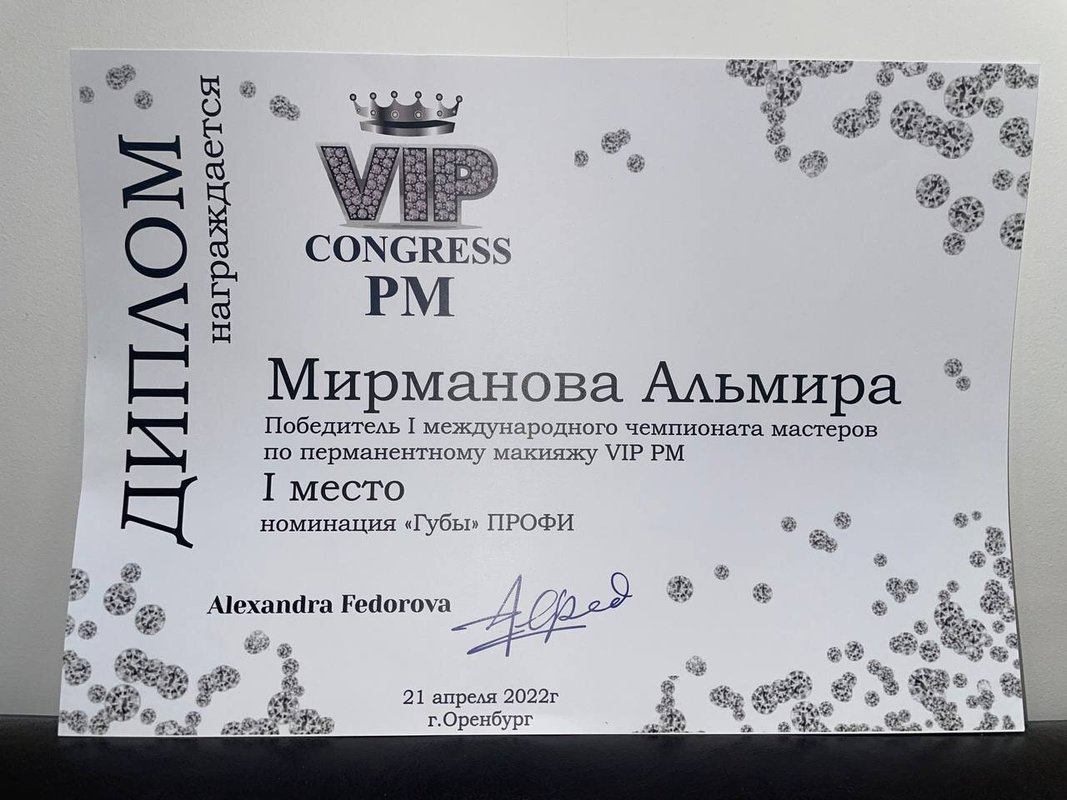 ДИПЛОМ
награждается
VIP
CONGRESS
PM
Мирманова Альмира
Победитель I международного чемпионата мастеров
по перманентному макияжу VIP PM
I место
номинация «Губы» ПРОФИ
Alexandra Fedorova
21 апреля 2022г
г.Оренбург